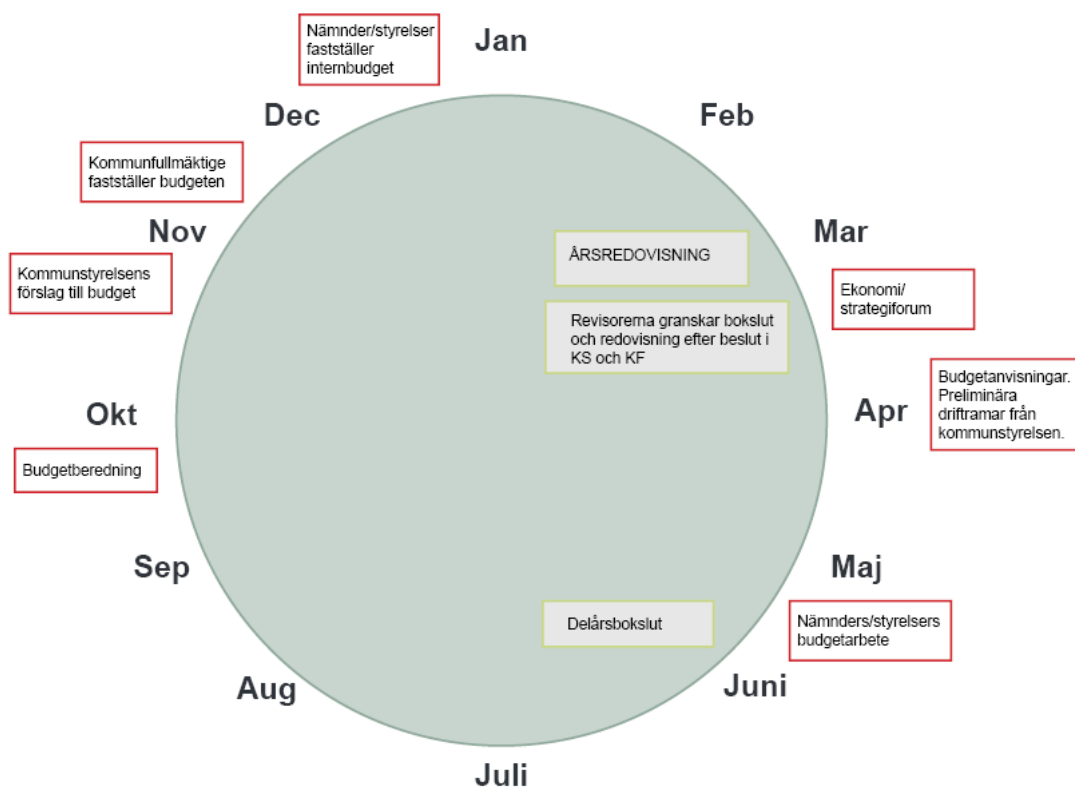 Nämnder/styrelser
fastställer
internbudget
Jan
Dec
Feb
Kommunfullmäktige
fastställer budgeten
Nov
Mar
ÅRSREDOVISNING
Kommunstyrelsens
förslag till budget
Ekonomi/
strategiforum
Revisorerna granskar bokslut
och redovisning efter beslut i
KS och KF
Okt
Apr
Budgetanvisningar.
Preliminära
driftramar från
kommunstyrelsen.
Budgetberedning
Sep
Maj
Delårsbokslut
Nämnders/styrelsers
budgetarbete
Aug
Juni
Juli